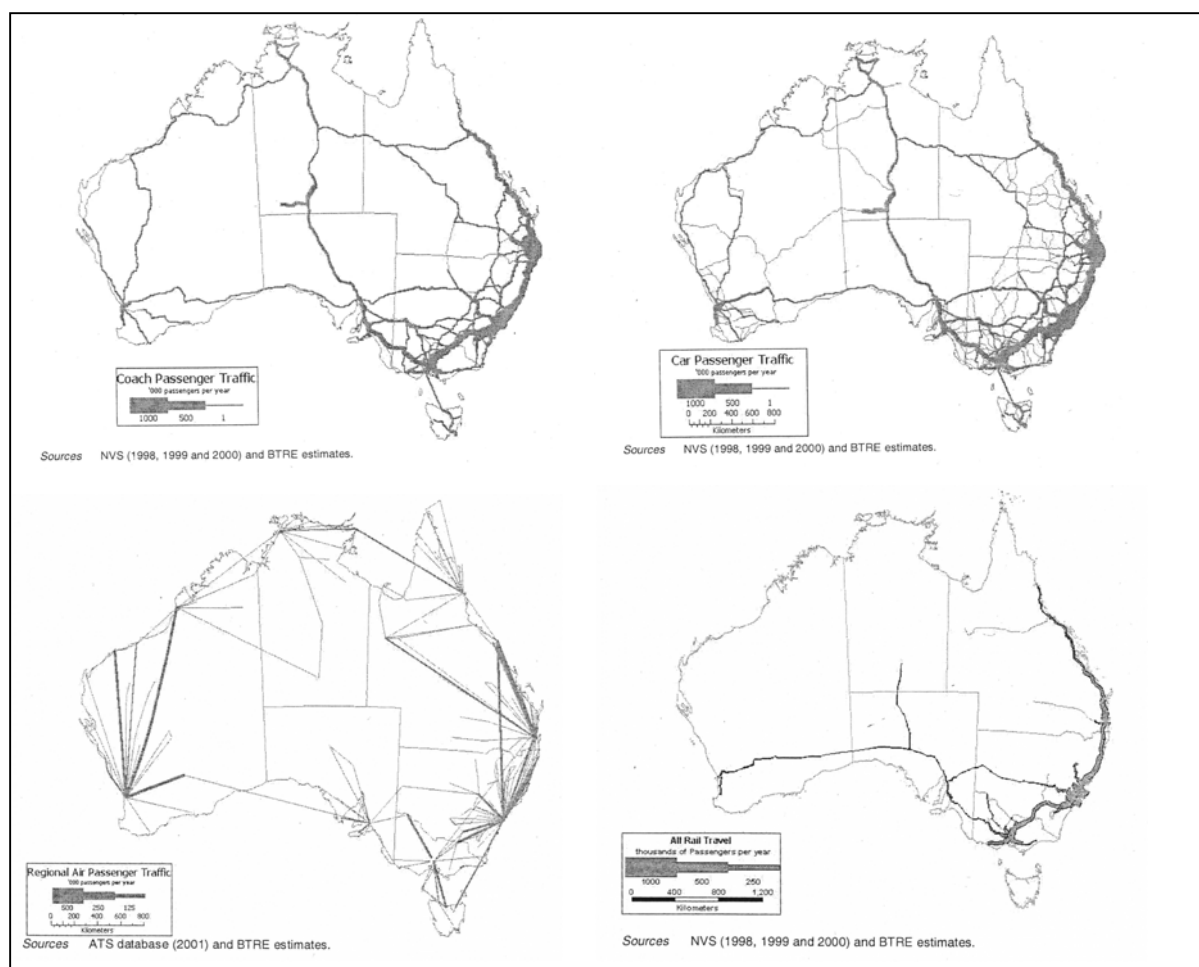 Coach Passenger Traffic
'000 passengers per year
1000 500 1
Sources NVS (1998, 1999 and 2000) and BTRE estimates.
Car Passenger Traffic
'000 passengers per year
1000 500 1
0 200 400 600 800
Kilometers
Sources NVS (1998, 1999 and 2000) and BTRE estimates.
Regional Air Passenger Traffic
'000 passengers per year
500 250 125
0 200 400 600 800
Kilometers
Sources ATS database (2001) and BTRE estimates.
All Rail Travel
thousands of Passengers per year
1000 500 250
0 400 800 1,200
Kilometers
Sources NVS (1998, 1999 and 2000) and BTRE estimates.